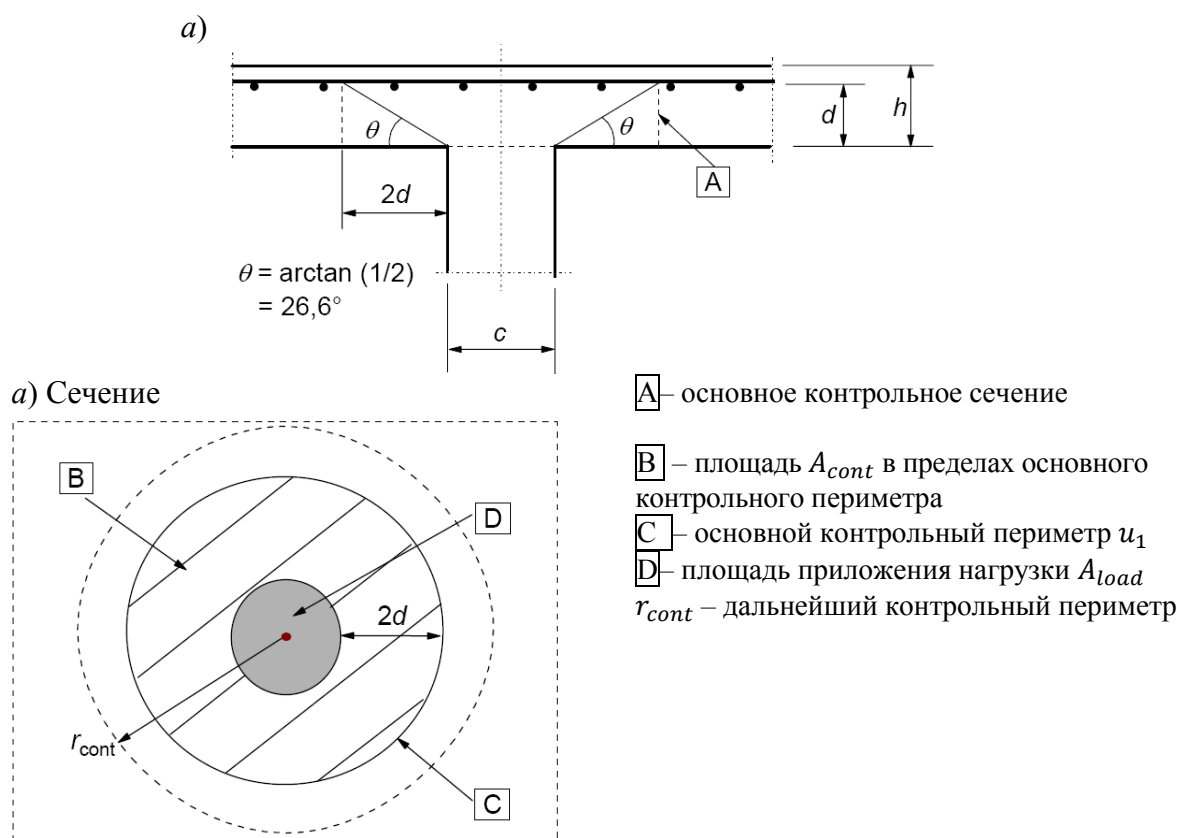 а)
θ
θ
d
h
A
2d
θ = arctan (1/2)
= 26,6°
c
а) Сечение
B
D
2d
r_cont
C
A – основное контрольное сечение
B – площадь A_cont в пределах основного
контрольного периметра
C – основной контрольный периметр u_1
D – площадь приложения нагрузки A_load
r_cont – дальнейший контрольный периметр